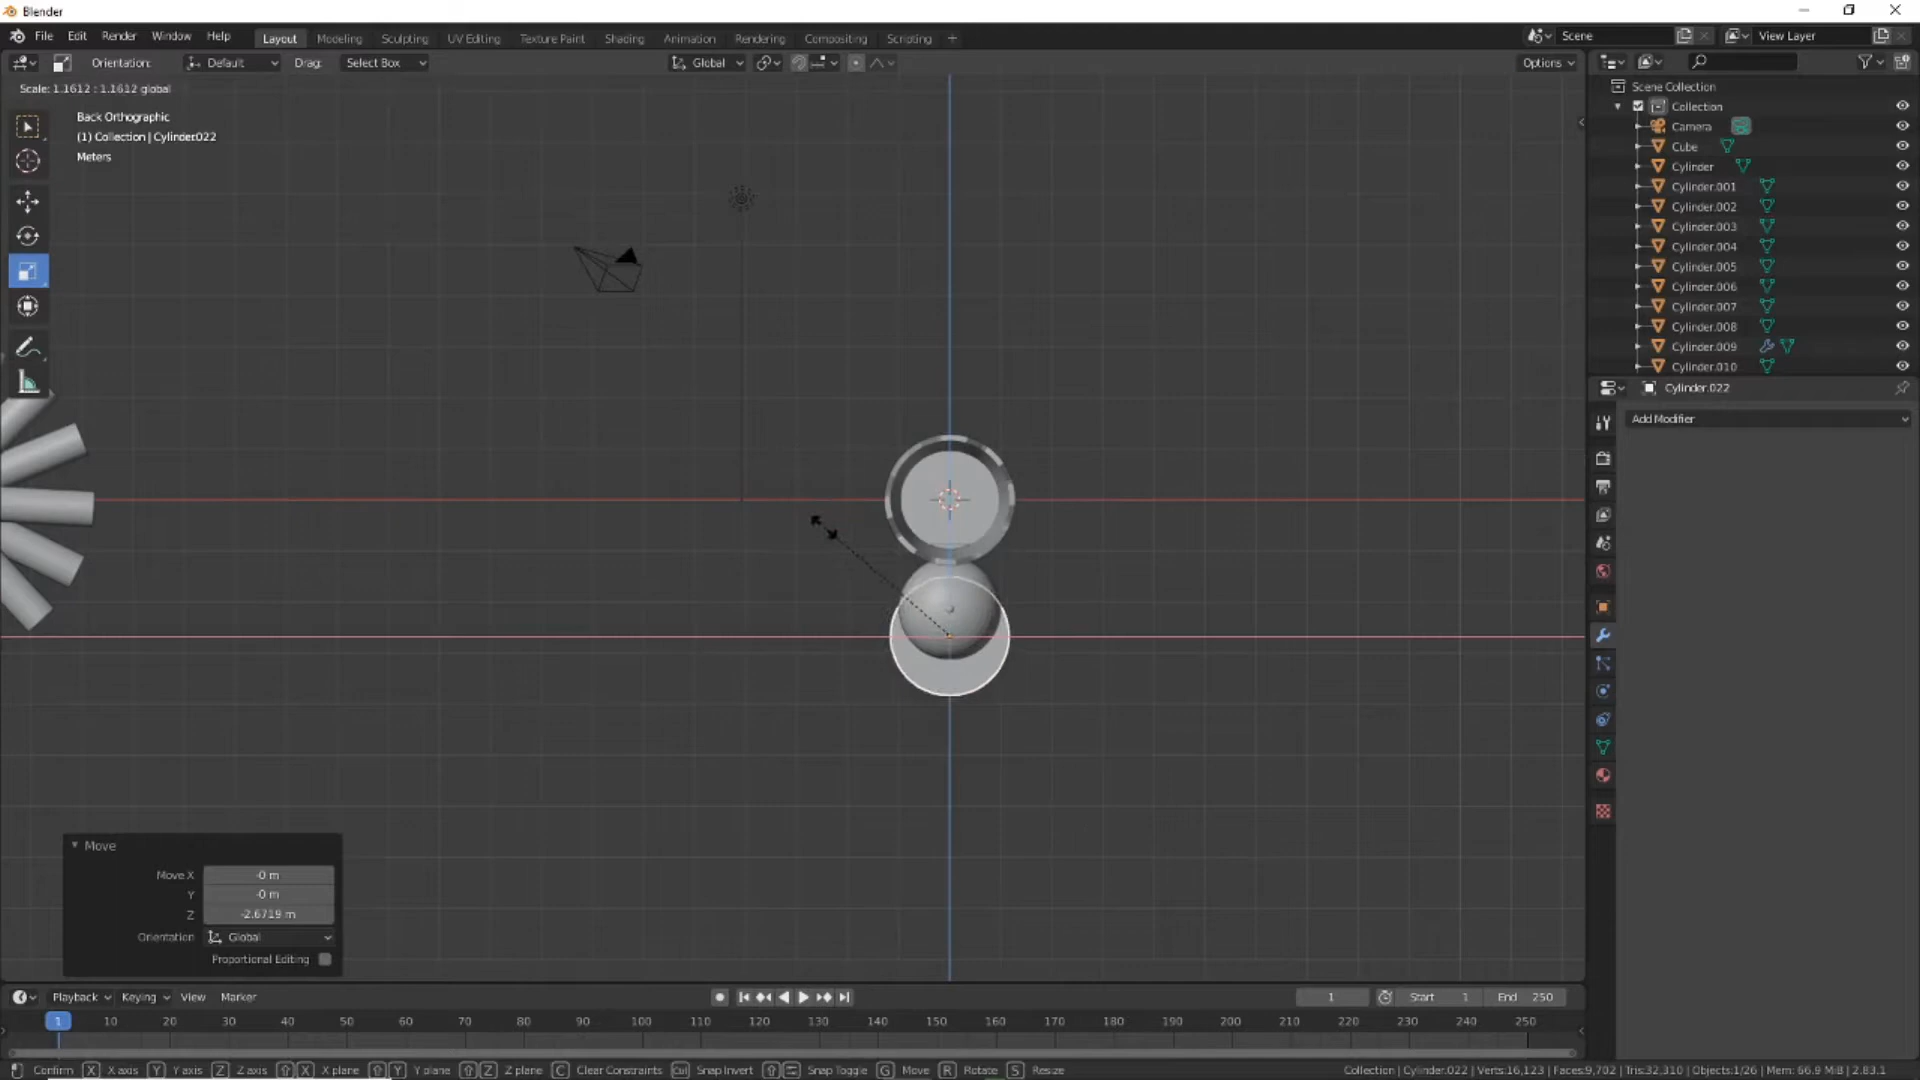 Blender
File Edit Render Window Help Layout Modeling Sculpting UV Editing Texture Paint Shading Animation Rendering Compositing Scripting + Scene View Layer
Orientation: Default Drag: Select Box Global Options
Scale: 1.1612 : 1.1612 global
Back Orthographic
(1) Collection | Cylinder.022
Meters
Scene Collection
Collection
Camera
Cube
Cylinder
Cylinder.001
Cylinder.002
Cylinder.003
Cylinder.004
Cylinder.005
Cylinder.006
Cylinder.007
Cylinder.008
Cylinder.009
Cylinder.010
Cylinder.022
Add Modifier
Move
Move X -0 m
Y -0 m
Z -2.6719 m
Orientation Global
Proportional Editing
Playback Keying View Marker 1 Start 1 End 250
1 10 20 30 40 50 60 70 80 90 100 110 120 130 140 150 160 170 180 190 200 210 220 230 240 250
Confirm X X axis Y Y axis Z Z axis X X plane Y Y plane Z Z plane C Clear Constraints Ctrl Snap Invert Snap Toggle G Move R Rotate S Resize Collection | Cylinder.022 | Verts:16,123 | Faces:9,702 | Tris:32,310 | Objects:1/26 | Mem: 66.9 MiB | 2.83.1